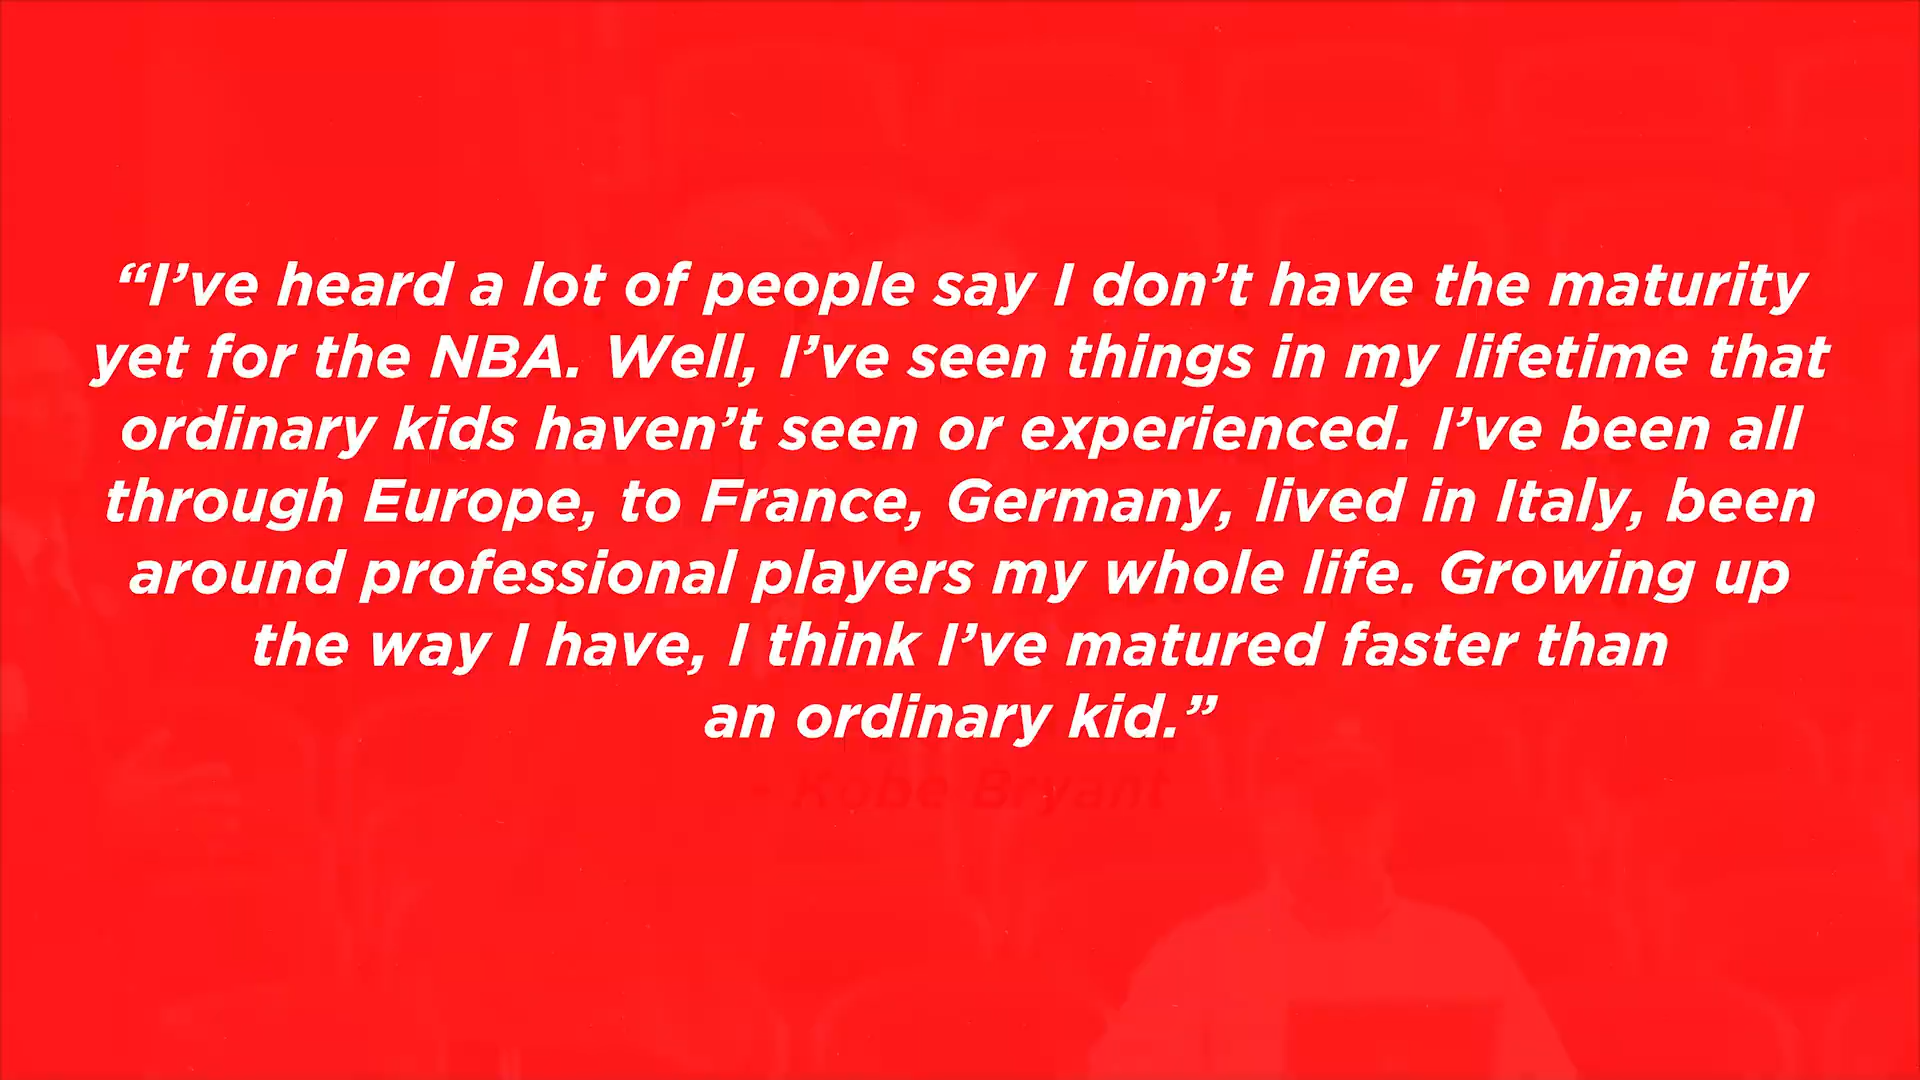 “I’ve heard a lot of people say I don’t have the maturity
yet for the NBA. Well, I’ve seen things in my lifetime that
ordinary kids haven’t seen or experienced. I’ve been all
through Europe, to France, Germany, lived in Italy, been
around professional players my whole life. Growing up
the way I have, I think I’ve matured faster than
an ordinary kid.”
- Kobe Bryant